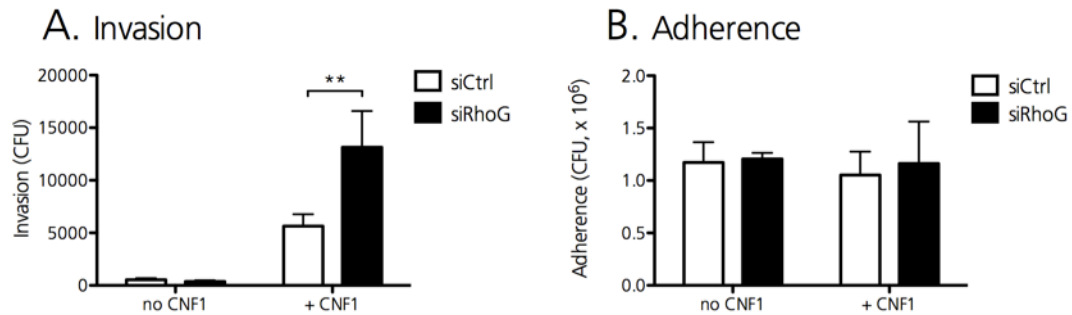 A. Invasion
20000
15000
10000
5000
0
Invasion (CFU)
**
siCtrl
siRhoG
no CNF1
+ CNF1
B. Adherence
2.0
1.5
1.0
0.5
0.0
Adherence (CFU, x 10⁶)
siCtrl
siRhoG
no CNF1
+ CNF1